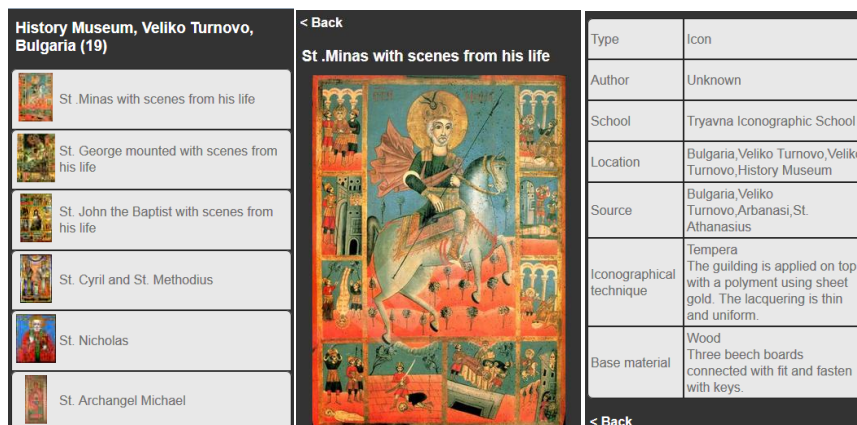 History Museum, Veliko Turnovo,
Bulgaria (19)
St .Minas with scenes from his life
St. George mounted with scenes from
his life
St. John the Baptist with scenes from
his life
St. Cyril and St. Methodius
St. Nicholas
St. Archangel Michael
< Back
St .Minas with scenes from his life
Type
Icon
Author
Unknown
School
Tryavna Iconographic School
Location
Bulgaria,Veliko Turnovo,Veliko
Turnovo,History Museum
Source
Bulgaria,Veliko
Turnovo,Arbanasi,St.
Athanasius
Iconographical
technique
Tempera
The guilding is applied on top
with a polyment using sheet
gold. The lacquering is thin
and uniform.
Base material
Wood
Three beech boards
connected with fit and fasten
with keys.
< Back